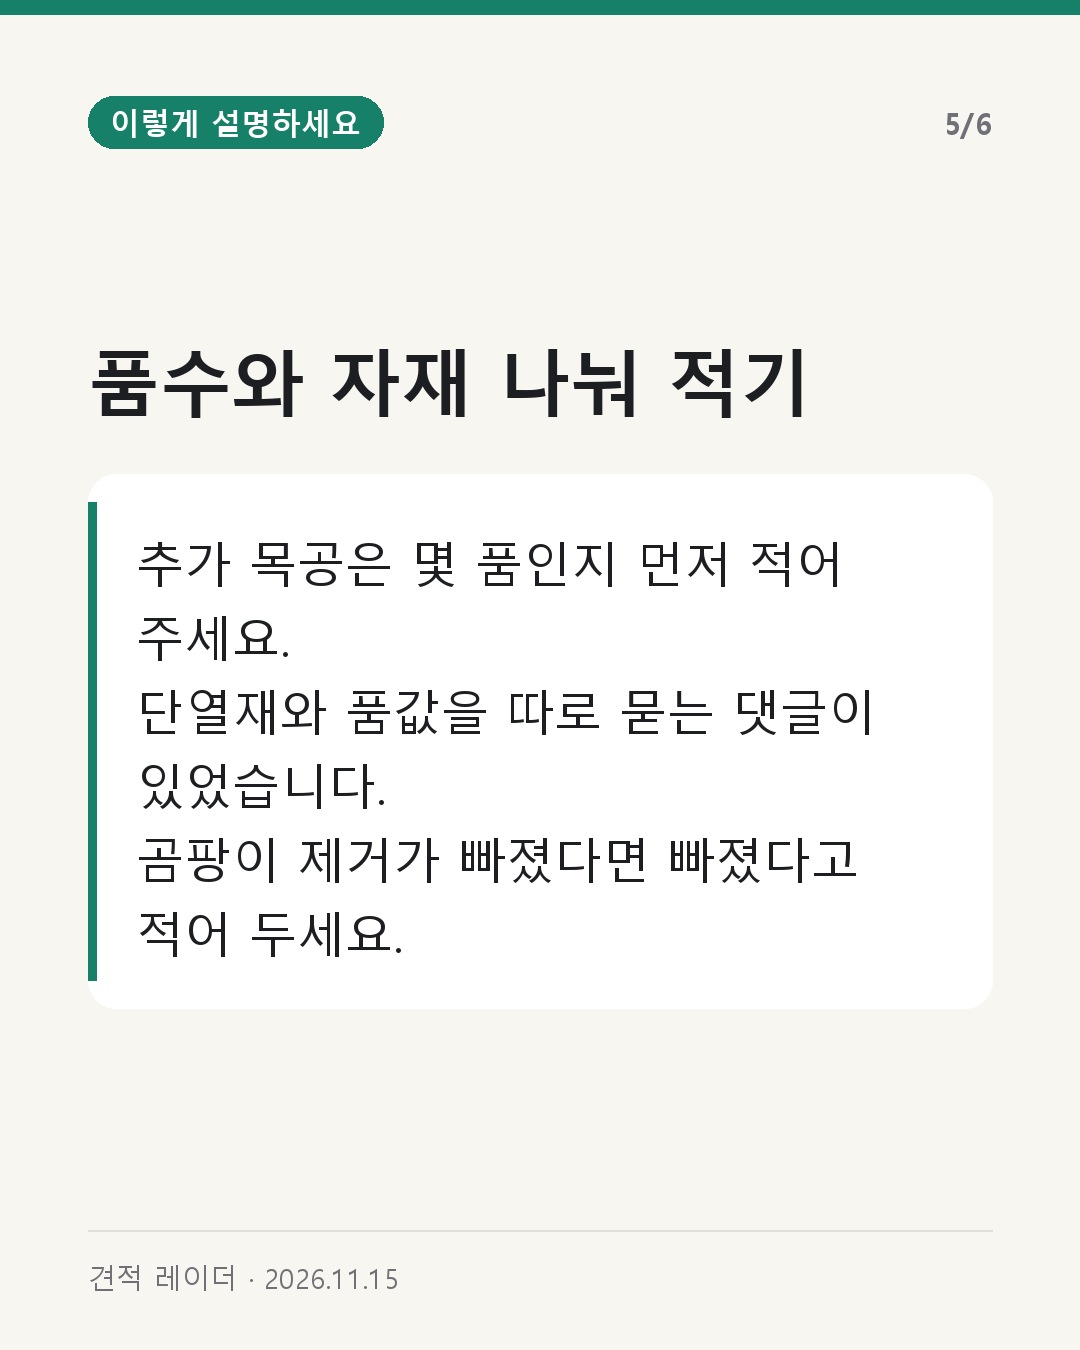 이렇게 설명하세요
5/6
품수와 자재 나눠 적기
추가 목공은 몇 품인지 먼저 적어
주세요.
단열재와 품값을 따로 묻는 댓글이
있었습니다.
곰팡이 제거가 빠졌다면 빠졌다고
적어 두세요.
견적 레이더 · 2026.11.15